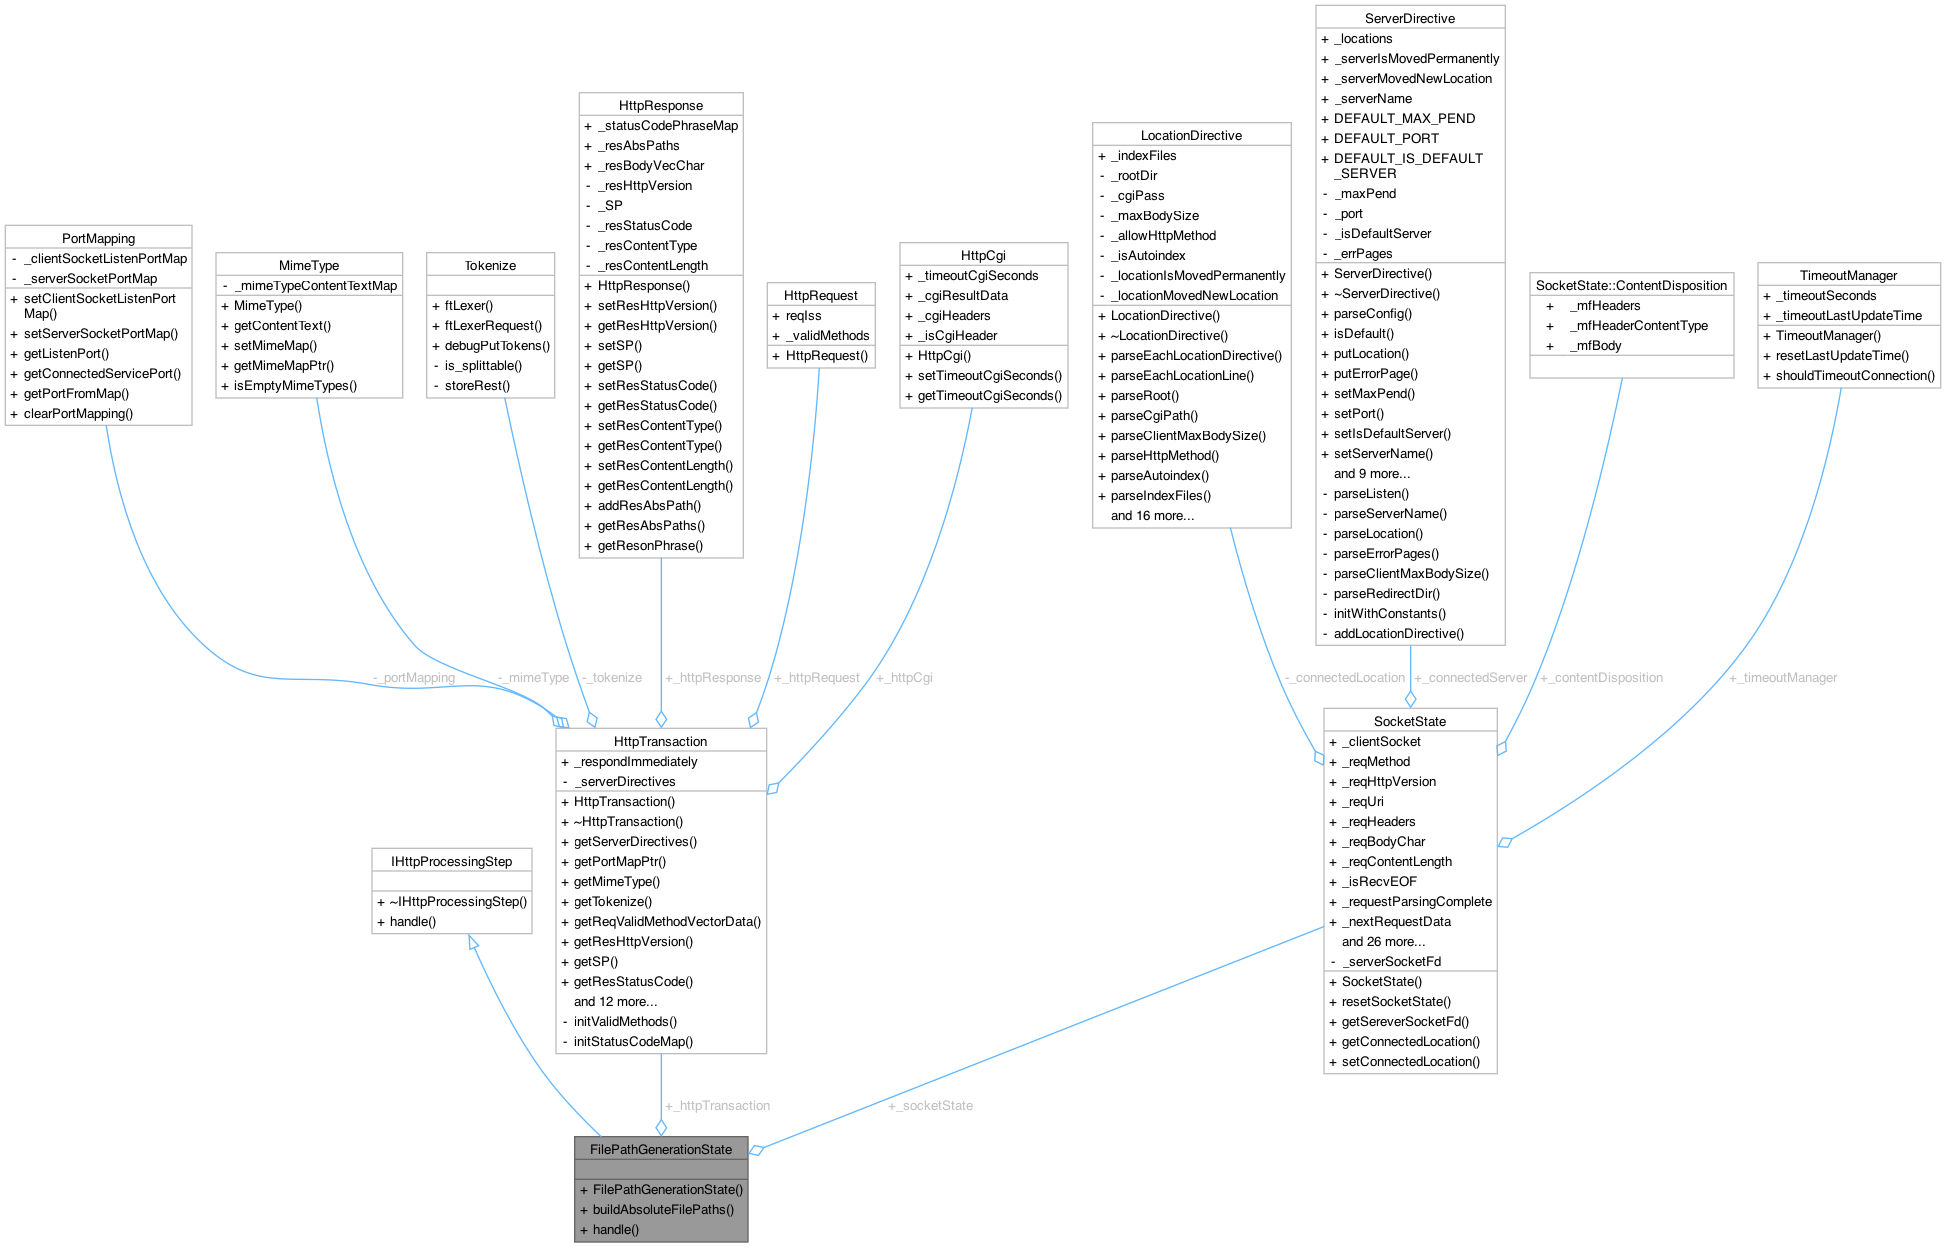 ServerDirective
+ _locations
+ _serverIsMovedPermanently
+ _serverMovedNewLocation
+ _serverName
+ DEFAULT_MAX_PEND
+ DEFAULT_PORT
+ DEFAULT_IS_DEFAULT
_SERVER
- _maxPend
- _port
- _isDefaultServer
- _errPages
+ ServerDirective()
+ ~ServerDirective()
+ parseConfig()
+ isDefault()
+ putLocation()
+ putErrorPage()
+ setMaxPend()
+ setPort()
+ setIsDefaultServer()
+ setServerName()
and 9 more...
- parseListen()
- parseServerName()
- parseLocation()
- parseErrorPages()
- parseClientMaxBodySize()
- parseRedirectDir()
- initWithConstants()
- addLocationDirective()
HttpResponse
+ _statusCodePhraseMap
+ _resAbsPaths
+ _resBodyVecChar
- _resHttpVersion
- _SP
- _resStatusCode
- _resContentType
- _resContentLength
+ HttpResponse()
+ setResHttpVersion()
+ getResHttpVersion()
+ setSP()
+ getSP()
+ setResStatusCode()
+ getResStatusCode()
+ setResContentType()
+ getResContentType()
+ setResContentLength()
+ getResContentLength()
+ addResAbsPath()
+ getResAbsPaths()
+ getResonPhrase()
LocationDirective
+ _indexFiles
- _rootDir
- _cgiPass
- _maxBodySize
- _allowHttpMethod
- _isAutoindex
- _locationIsMovedPermanently
- _locationMovedNewLocation
+ LocationDirective()
+ ~LocationDirective()
+ parseEachLocationDirective()
+ parseEachLocationLine()
+ parseRoot()
+ parseCgiPath()
+ parseClientMaxBodySize()
+ parseHttpMethod()
+ parseAutoindex()
+ parseIndexFiles()
and 16 more...
PortMapping
- _clientSocketListenPortMap
- _serverSocketPortMap
+ setClientSocketListenPort
Map()
+ setServerSocketPortMap()
+ getListenPort()
+ getConnectedServicePort()
+ getPortFromMap()
+ clearPortMapping()
MimeType
- _mimeTypeContentTextMap
+ MimeType()
+ getContentText()
+ setMimeMap()
+ getMimeMapPtr()
+ isEmptyMimeTypes()
Tokenize
+ ftLexer()
+ ftLexerRequest()
+ debugPutTokens()
- is_splittable()
- storeRest()
HttpRequest
+ reqIss
+ _validMethods
+ HttpRequest()
HttpCgi
+ _timeoutCgiSeconds
+ _cgiResultData
+ _cgiHeaders
+ _isCgiHeader
+ HttpCgi()
+ setTimeoutCgiSeconds()
+ getTimeoutCgiSeconds()
SocketState::ContentDisposition
+ _mfHeaders
+ _mfHeaderContentType
+ _mfBody
TimeoutManager
+ _timeoutSeconds
+ _timeoutLastUpdateTime
+ TimeoutManager()
+ resetLastUpdateTime()
+ shouldTimeoutConnection()
-_portMapping
-_mimeType
-_tokenize
+_httpResponse
+_httpRequest
+_httpCgi
-_connectedLocation
+_connectedServer
+_contentDisposition
+_timeoutManager
HttpTransaction
+ _respondImmediately
- _serverDirectives
+ HttpTransaction()
+ ~HttpTransaction()
+ getServerDirectives()
+ getPortMapPtr()
+ getMimeType()
+ getTokenize()
+ getReqValidMethodVectorData()
+ getResHttpVersion()
+ getSP()
+ getResStatusCode()
and 12 more...
- initValidMethods()
- initStatusCodeMap()
SocketState
+ _clientSocket
+ _reqMethod
+ _reqHttpVersion
+ _reqUri
+ _reqHeaders
+ _reqBodyChar
+ _reqContentLength
+ _isRecvEOF
+ _requestParsingComplete
+ _nextRequestData
and 26 more...
- _serverSocketFd
+ SocketState()
+ resetSocketState()
+ getSereverSocketFd()
+ getConnectedLocation()
+ setConnectedLocation()
IHttpProcessingStep
+ ~IHttpProcessingStep()
+ handle()
+_httpTransaction
+_socketState
FilePathGenerationState
+ FilePathGenerationState()
+ buildAbsoluteFilePaths()
+ handle()